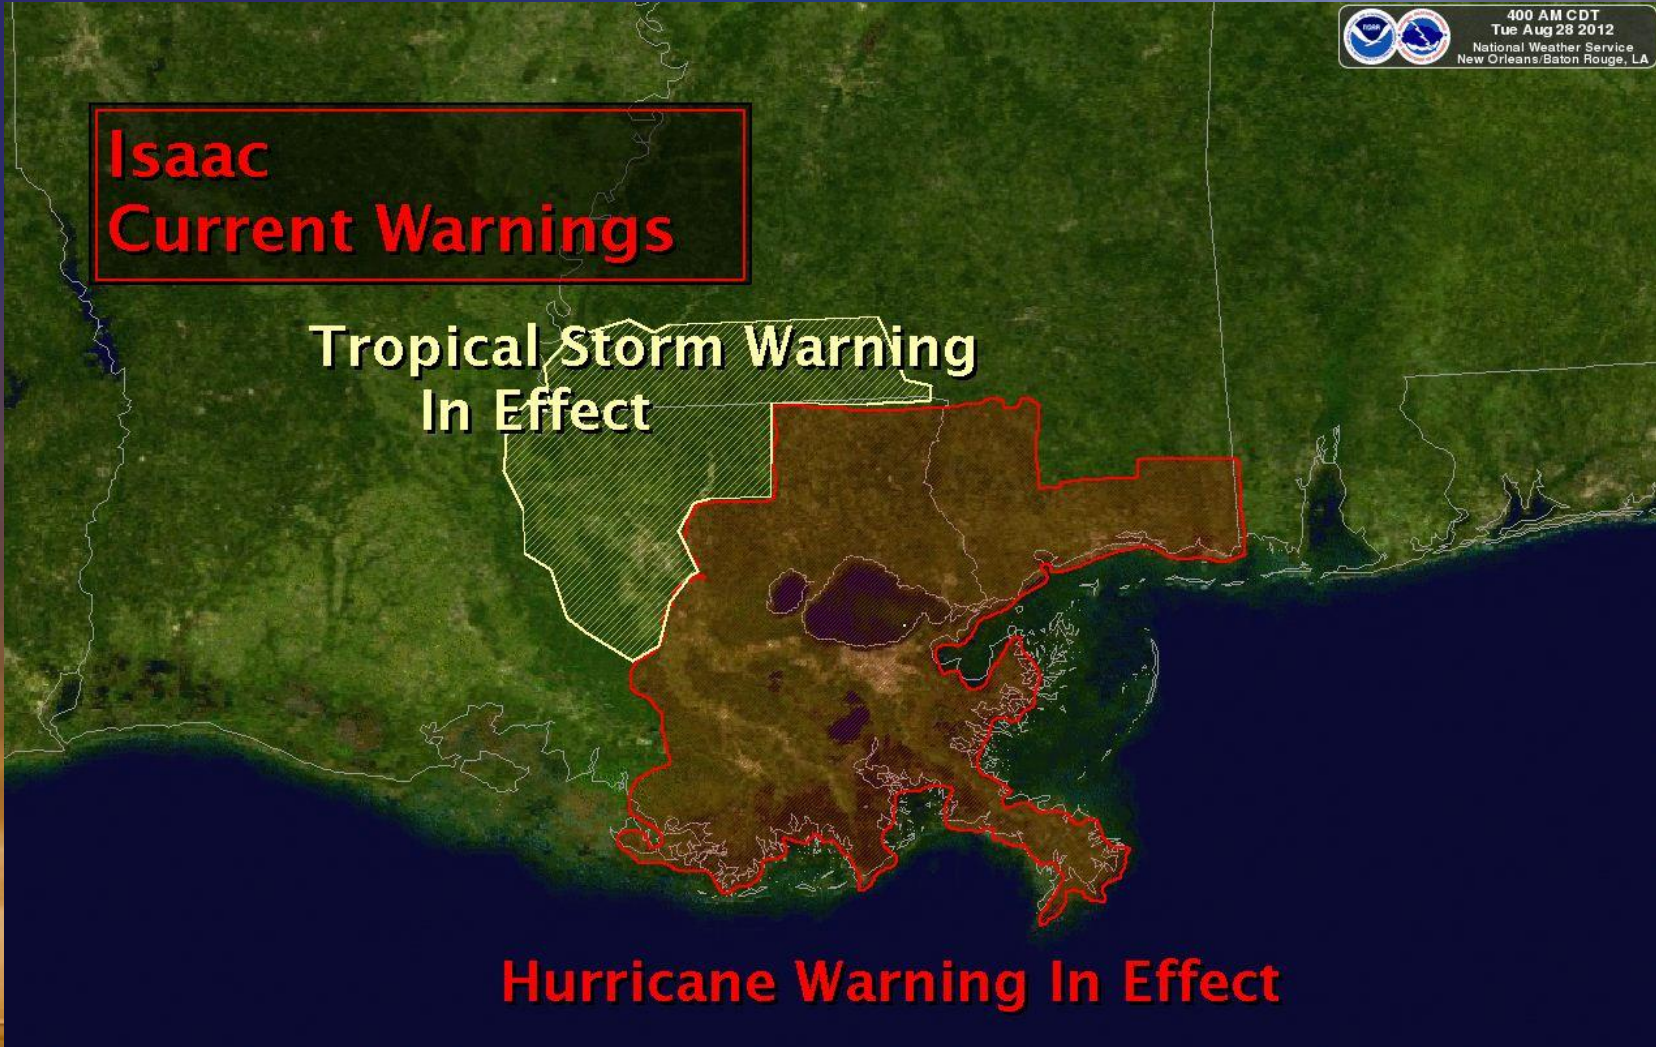 400 AM CDT
Tue Aug 28 2012
National Weather Service
New Orleans/Baton Rouge, LA
Isaac
Current Warnings
Tropical Storm Warning
In Effect
Hurricane Warning In Effect